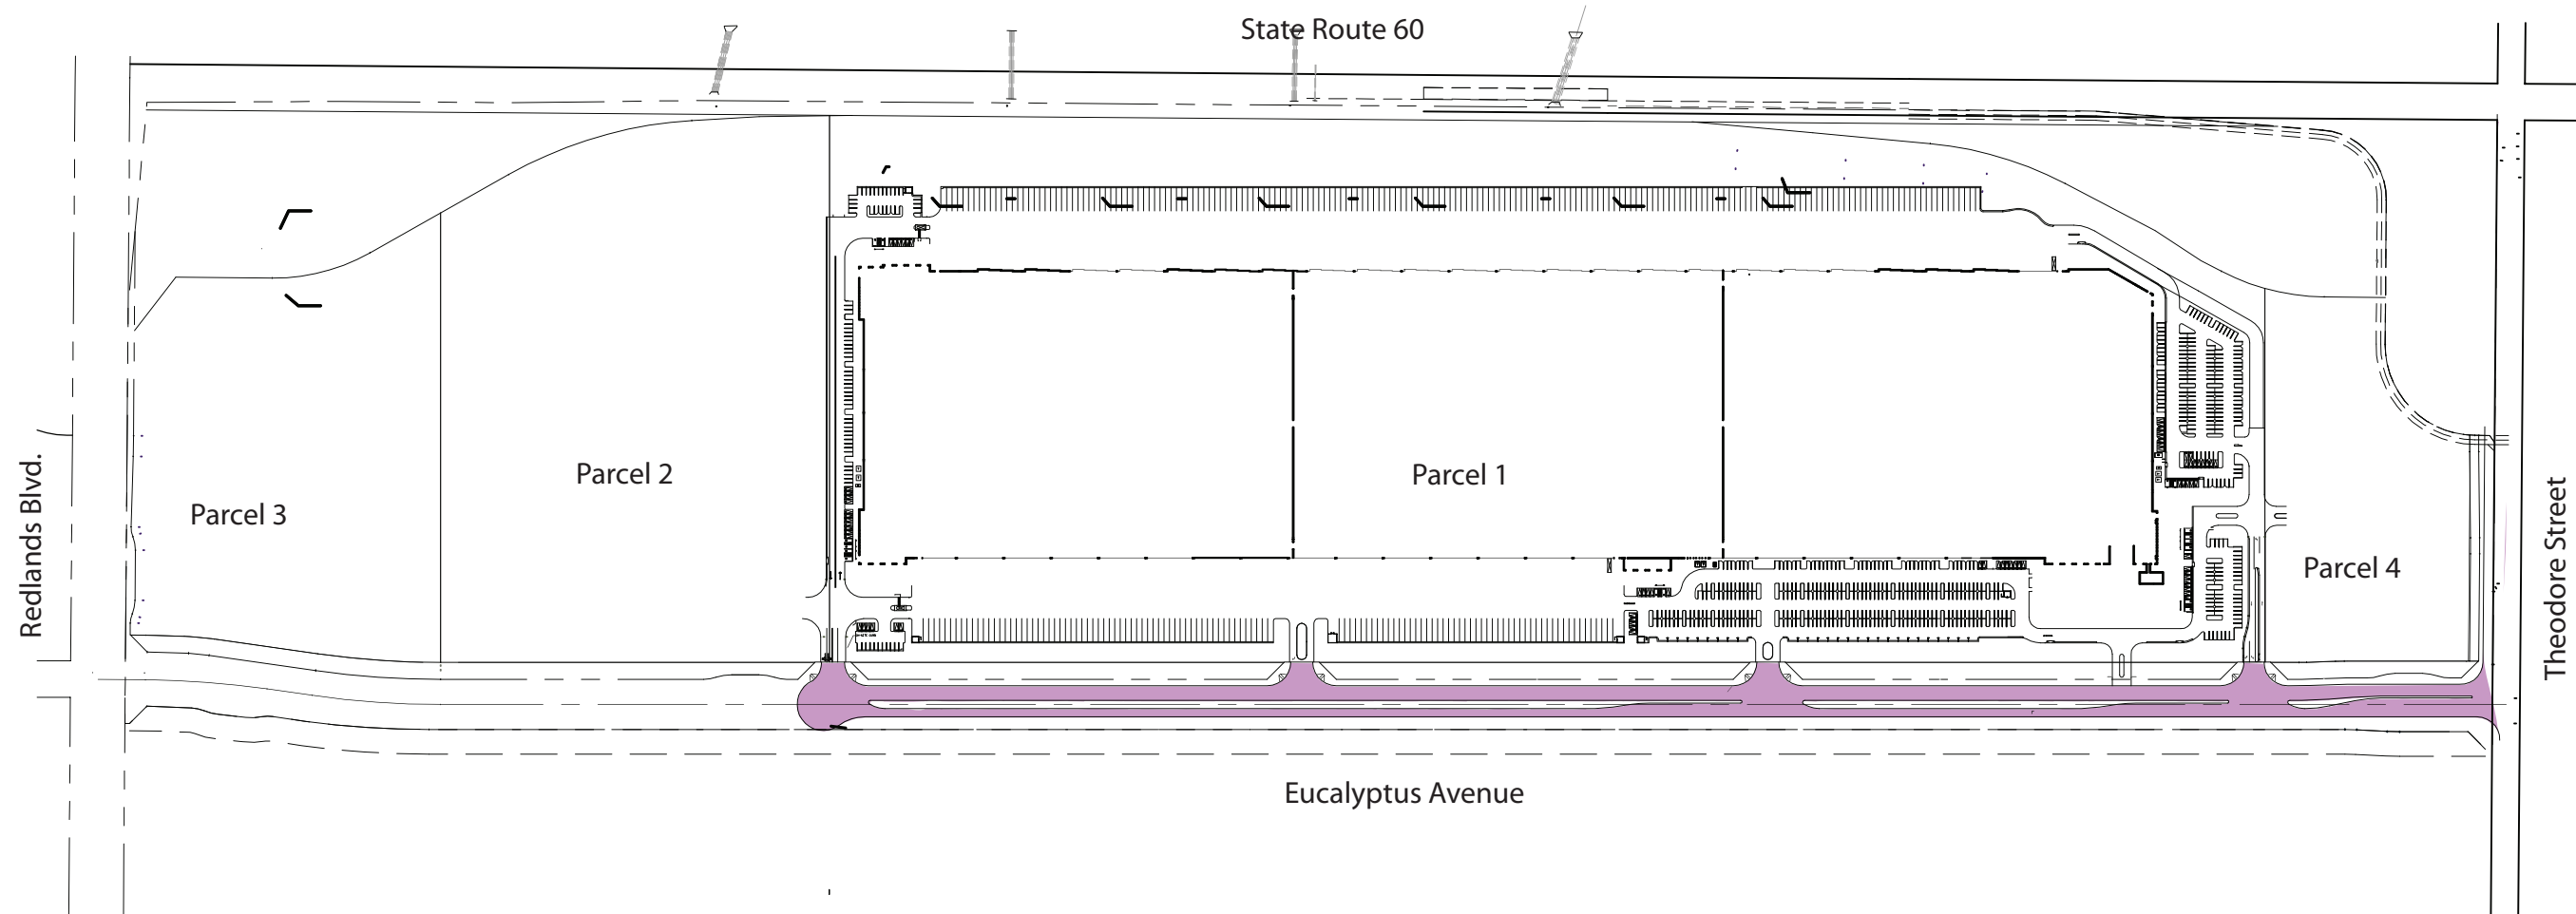 State Route 60
Redlands Blvd.
Parcel 3
Parcel 2
Parcel 1
Parcel 4
Theodore Street
Eucalyptus Avenue